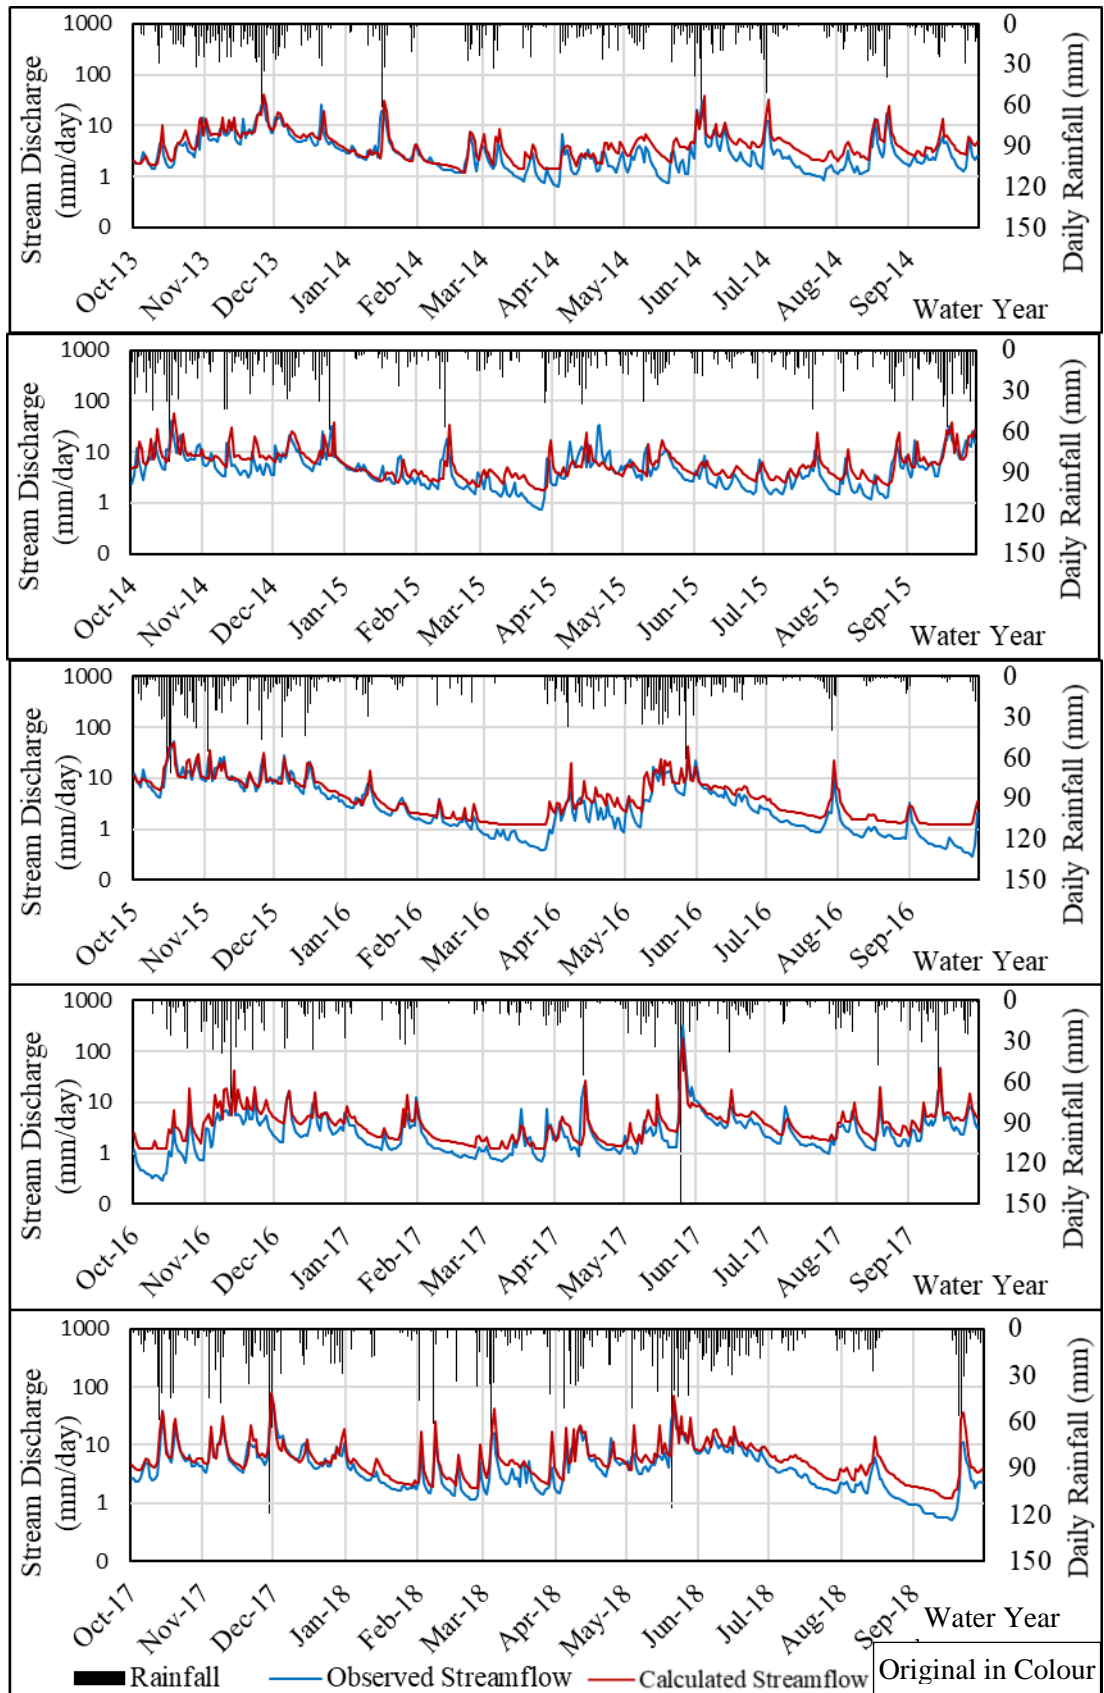 Stream Discharge
(mm/day)
1000
100
10
1
0
0
30
60
90
120
150
Daily Rainfall (mm)
Oct-13
Nov-13
Dec-13
Jan-14
Feb-14
Mar-14
Apr-14
May-14
Jun-14
Jul-14
Aug-14
Sep-14
Water Year
Stream Discharge
(mm/day)
1000
100
10
1
0
0
30
60
90
120
150
Daily Rainfall (mm)
Oct-14
Nov-14
Dec-14
Jan-15
Feb-15
Mar-15
Apr-15
May-15
Jun-15
Jul-15
Aug-15
Sep-15
Water Year
Stream Discharge
(mm/day)
1000
100
10
1
0
0
30
60
90
120
150
Daily Rainfall (mm)
Oct-15
Nov-15
Dec-15
Jan-16
Feb-16
Mar-16
Apr-16
May-16
Jun-16
Jul-16
Aug-16
Sep-16
Water Year
Stream Discharge
(mm/day)
1000
100
10
1
0
0
30
60
90
120
150
Daily Rainfall (mm)
Oct-16
Nov-16
Dec-16
Jan-17
Feb-17
Mar-17
Apr-17
May-17
Jun-17
Jul-17
Aug-17
Sep-17
Water Year
Stream Discharge
(mm/day)
1000
100
10
1
0
0
30
60
90
120
150
Daily Rainfall (mm)
Oct-17
Nov-17
Dec-17
Jan-18
Feb-18
Mar-18
Apr-18
May-18
Jun-18
Jul-18
Aug-18
Sep-18
Water Year
Rainfall
Observed Streamflow
Calculated Streamflow
Original in Colour